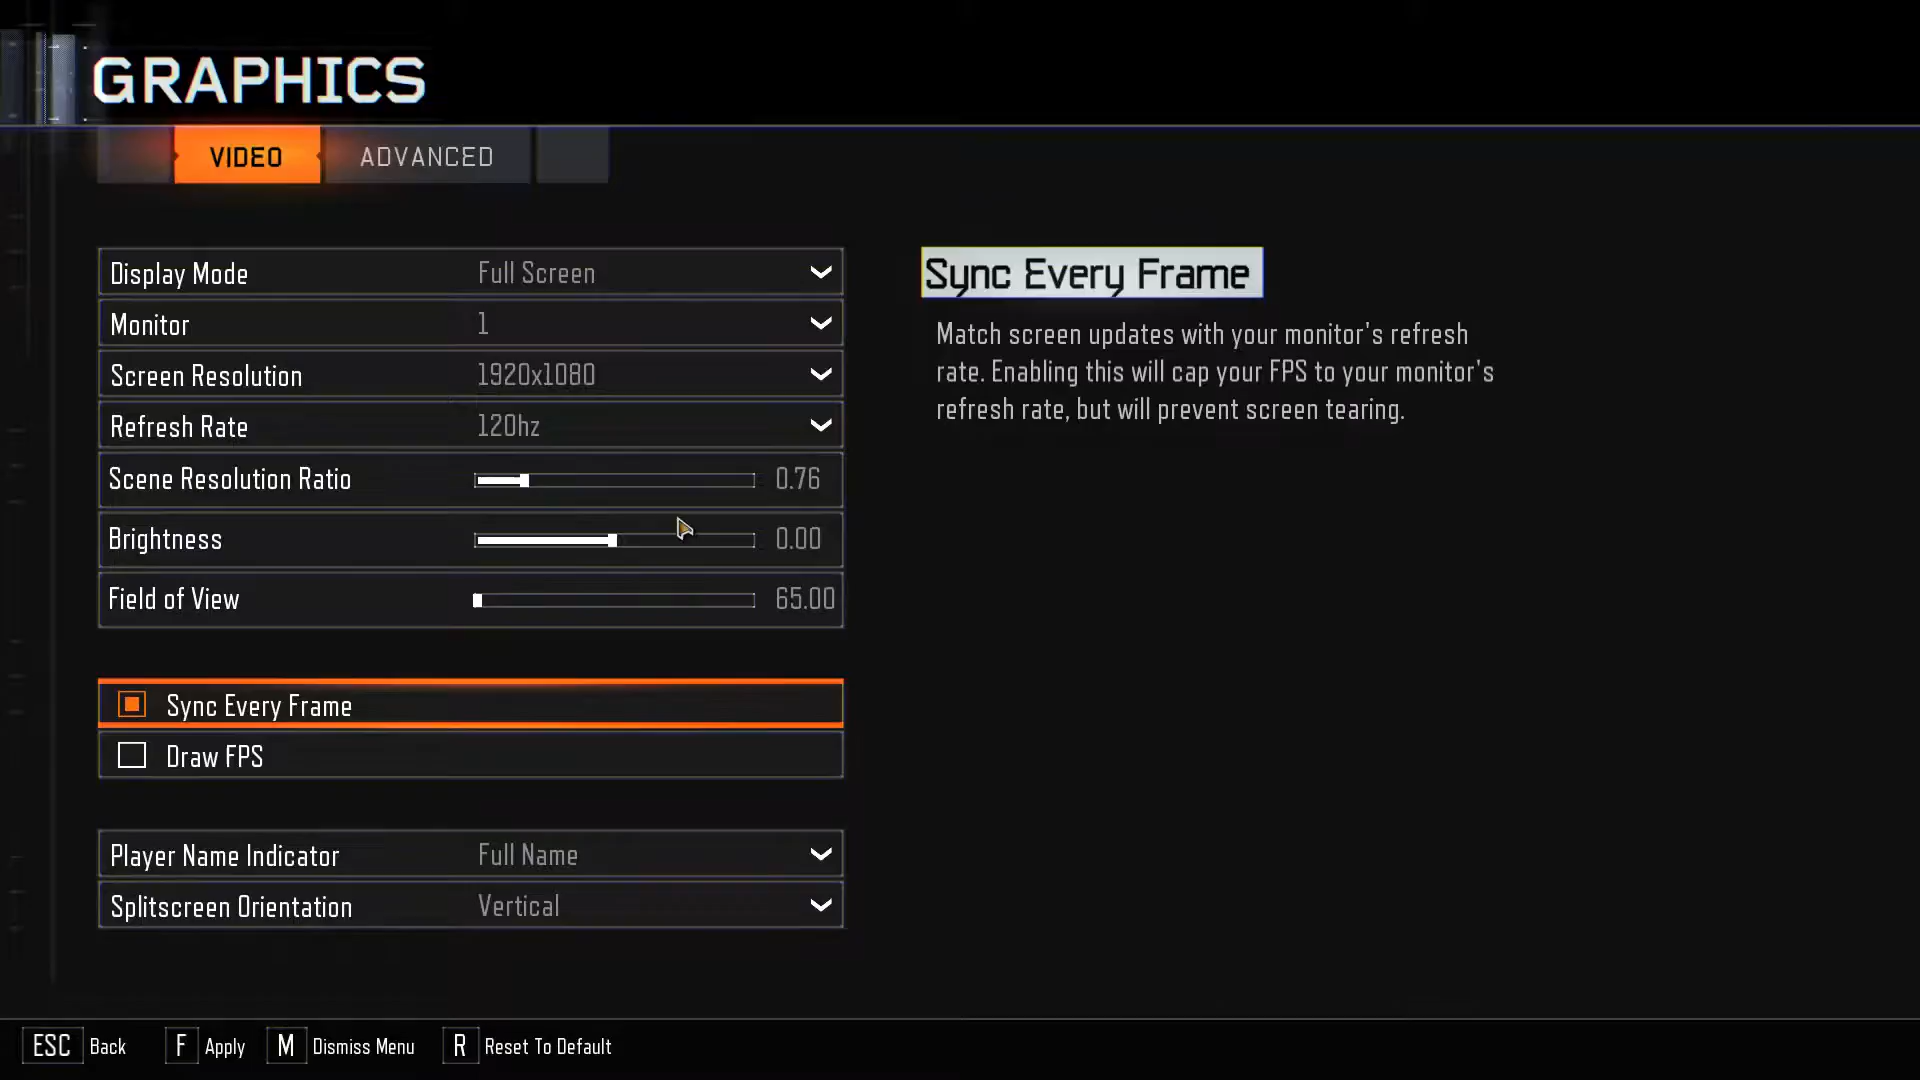 GRAPHICS
VIDEO ADVANCED
Display Mode Full Screen
Monitor 1
Screen Resolution 1920x1080
Refresh Rate 120hz
Scene Resolution Ratio 0.76
Brightness 0.00
Field of View 65.00
Sync Every Frame
Draw FPS
Player Name Indicator Full Name
Splitscreen Orientation Vertical
Sync Every Frame
Match screen updates with your monitor's refresh
rate. Enabling this will cap your FPS to your monitor's
refresh rate, but will prevent screen tearing.
ESC Back F Apply M Dismiss Menu R Reset To Default